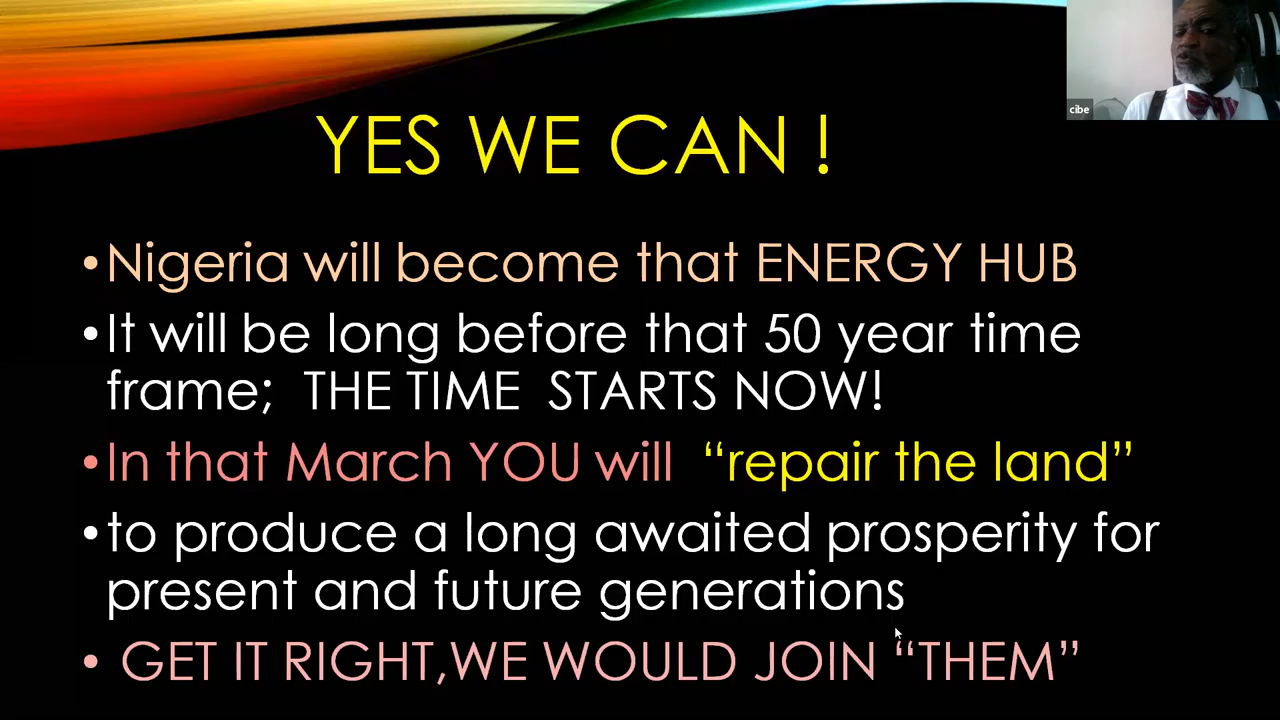 cibe
YES WE CAN !
•Nigeria will become that ENERGY HUB
•It will be long before that 50 year time
frame; THE TIME STARTS NOW!
•In that March YOU will “repair the land”
•to produce a long awaited prosperity for
present and future generations
• GET IT RIGHT,WE WOULD JOIN “THEM”